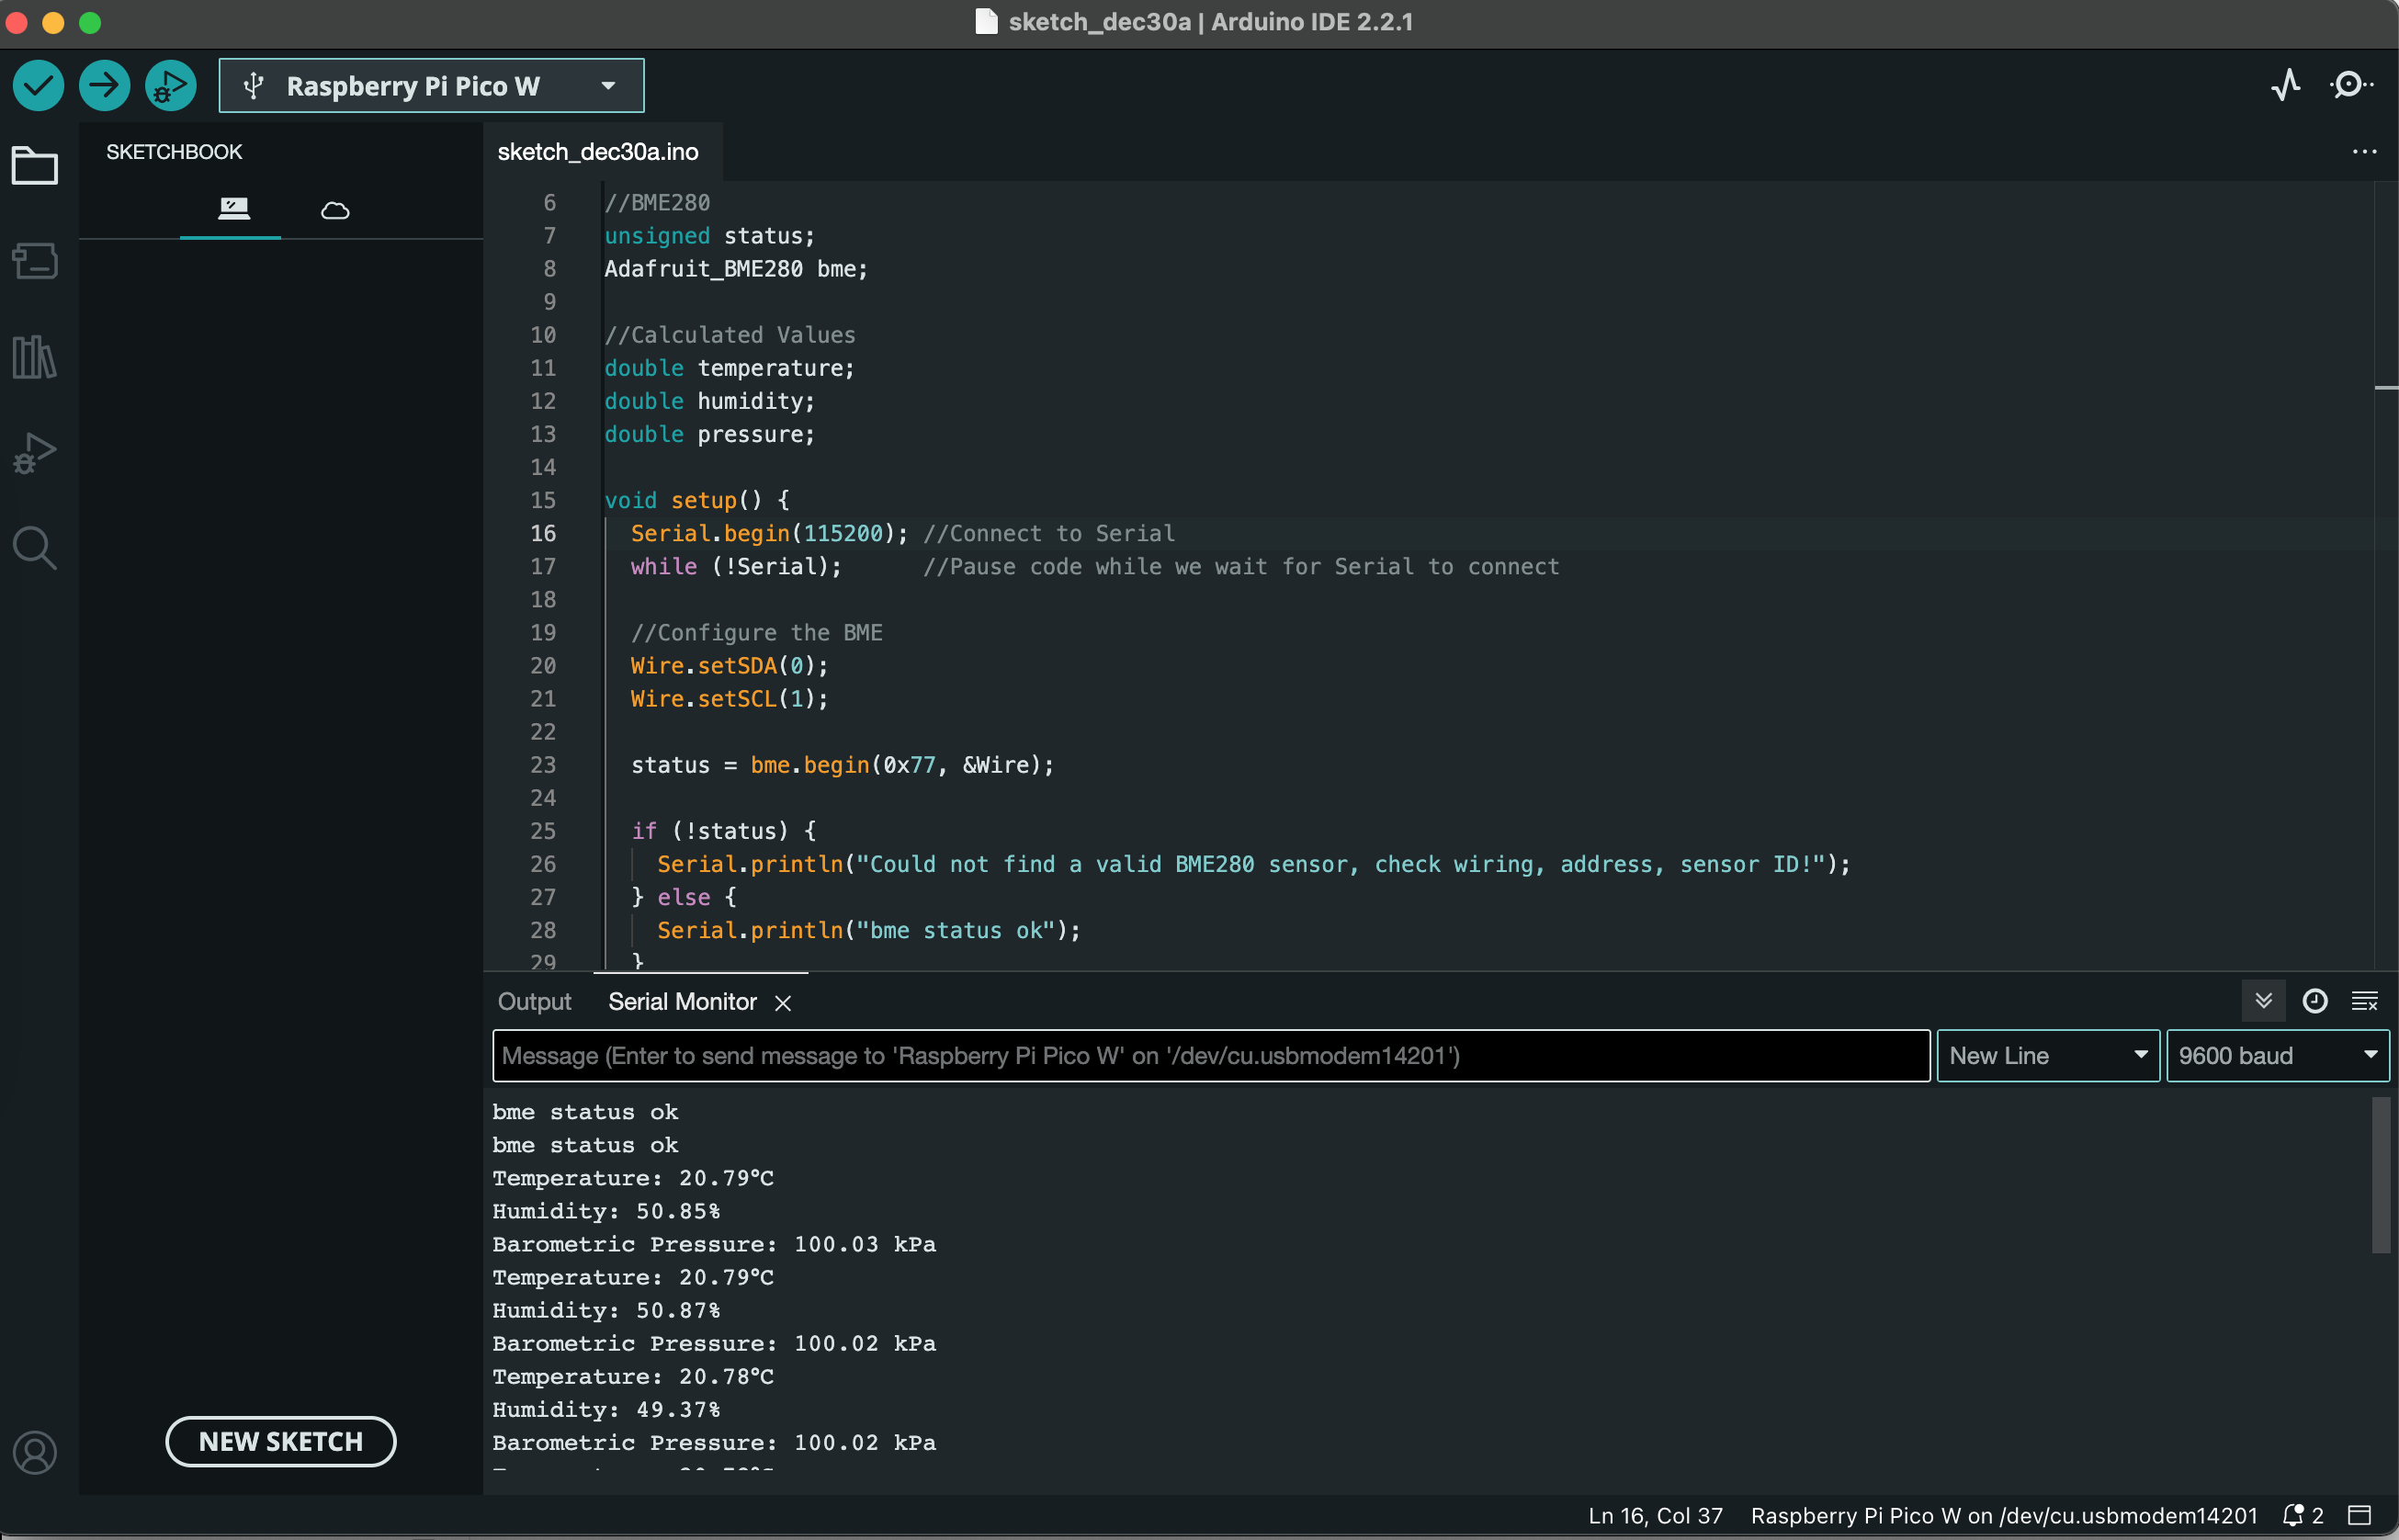 sketch_dec30a | Arduino IDE 2.2.1
Raspberry Pi Pico W
SKETCHBOOK
sketch_dec30a.ino
6 //BME280
7 unsigned status;
8 Adafruit_BME280 bme;
9
10 //Calculated Values
11 double temperature;
12 double humidity;
13 double pressure;
14
15 void setup() {
16 Serial.begin(115200); //Connect to Serial
17 while (!Serial); //Pause code while we wait for Serial to connect
18
19 //Configure the BME
20 Wire.setSDA(0);
21 Wire.setSCL(1);
22
23 status = bme.begin(0x77, &Wire);
24
25 if (!status) {
26 Serial.println("Could not find a valid BME280 sensor, check wiring, address, sensor ID!");
27 } else {
28 Serial.println("bme status ok");
29 }
Output Serial Monitor
Message (Enter to send message to 'Raspberry Pi Pico W' on '/dev/cu.usbmodem14201') New Line 9600 baud
bme status ok
bme status ok
Temperature: 20.79°C
Humidity: 50.85%
Barometric Pressure: 100.03 kPa
Temperature: 20.79°C
Humidity: 50.87%
Barometric Pressure: 100.02 kPa
Temperature: 20.78°C
Humidity: 49.37%
Barometric Pressure: 100.02 kPa
NEW SKETCH
Ln 16, Col 37 Raspberry Pi Pico W on /dev/cu.usbmodem14201 2